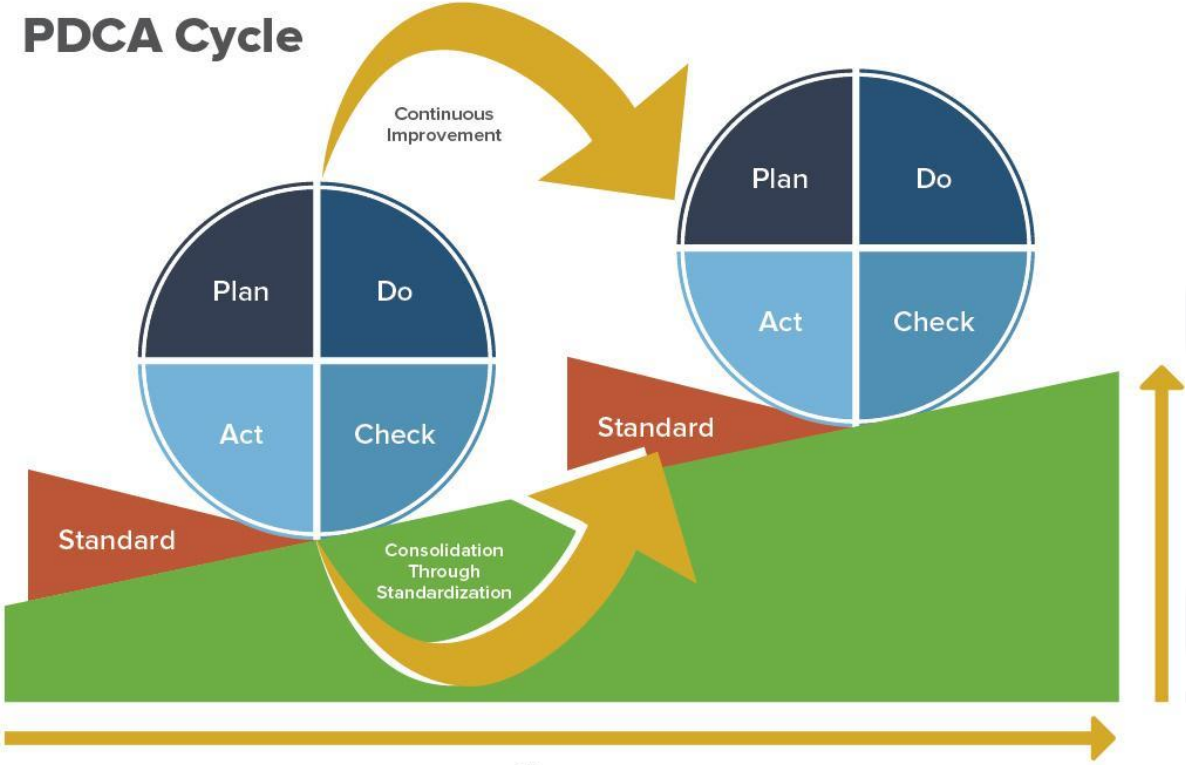 PDCA Cycle
Continuous
Improvement
Plan
Do
Act
Check
Standard
Consolidation
Through
Standardization
Plan
Do
Act
Check
Standard